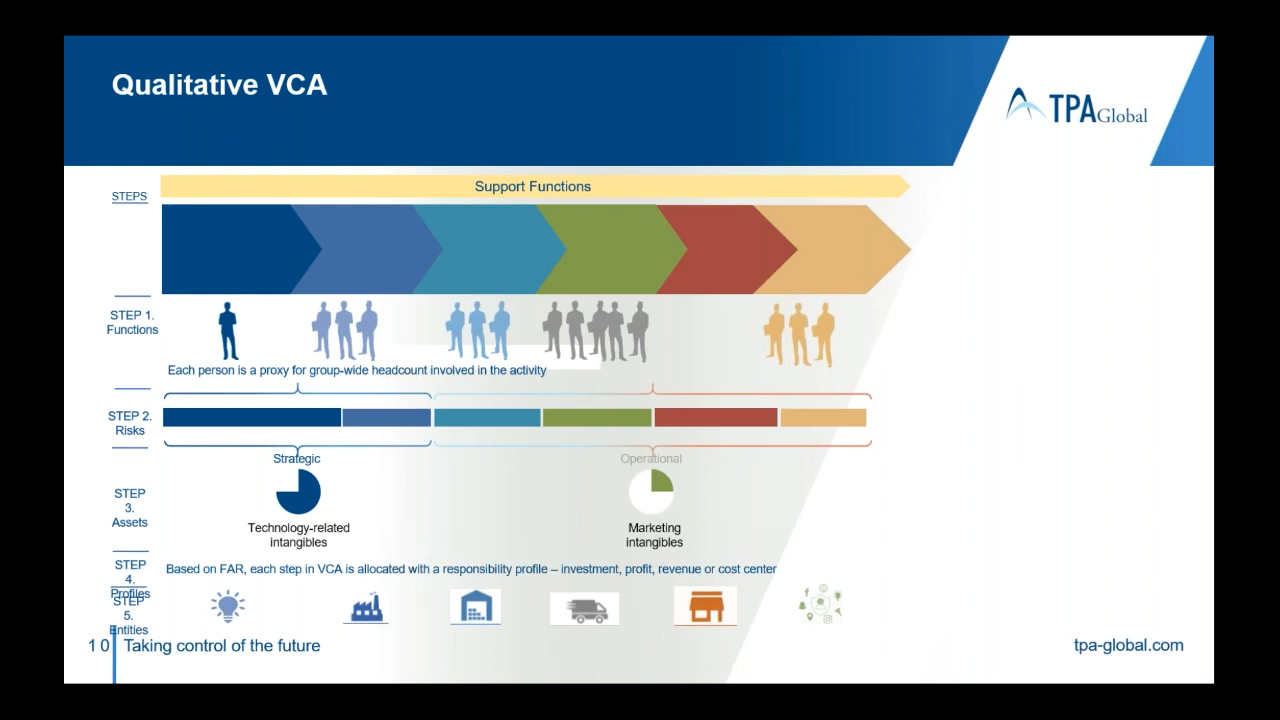 Qualitative VCA
TPAGlobal
STEPS
Support Functions
STEP 1.
Functions
Each person is a proxy for group-wide headcount involved in the activity
STEP 2.
Risks
Strategic
Operational
STEP
3.
Assets
Technology-related
intangibles
Marketing
intangibles
STEP
4.
Profiles
Based on FAR, each step in VCA is allocated with a responsibility profile – investment, profit, revenue or cost center
STEP
5.
Entities
10
Taking control of the future
tpa-global.com